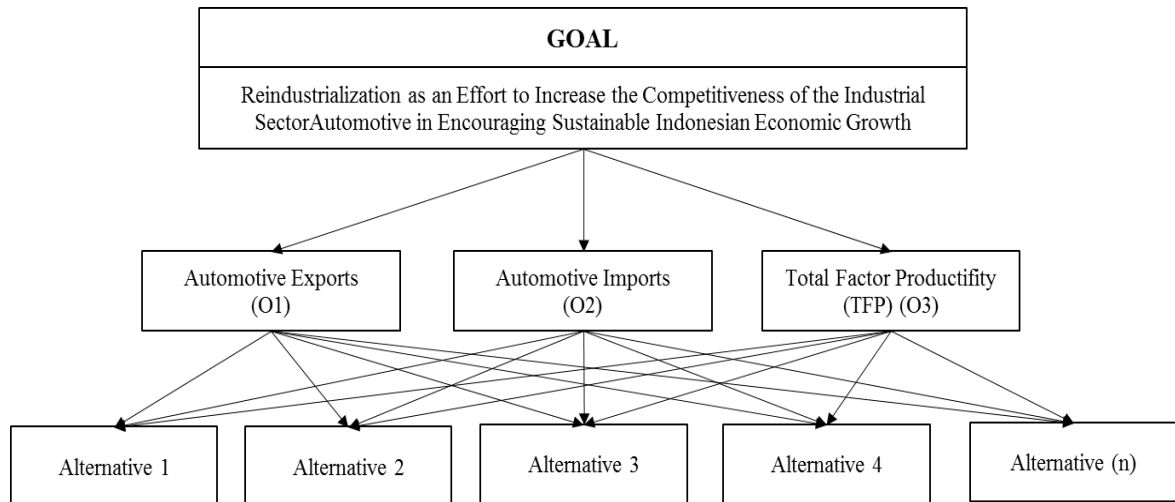 GOAL
Reindustrialization as an Effort to Increase the Competitiveness of the Industrial
SectorAutomotive in Encouraging Sustainable Indonesian Economic Growth
Automotive Exports
(O1)
Automotive Imports
(O2)
Total Factor Productifity
(TFP) (O3)
Alternative 1
Alternative 2
Alternative 3
Alternative 4
Alternative (n)